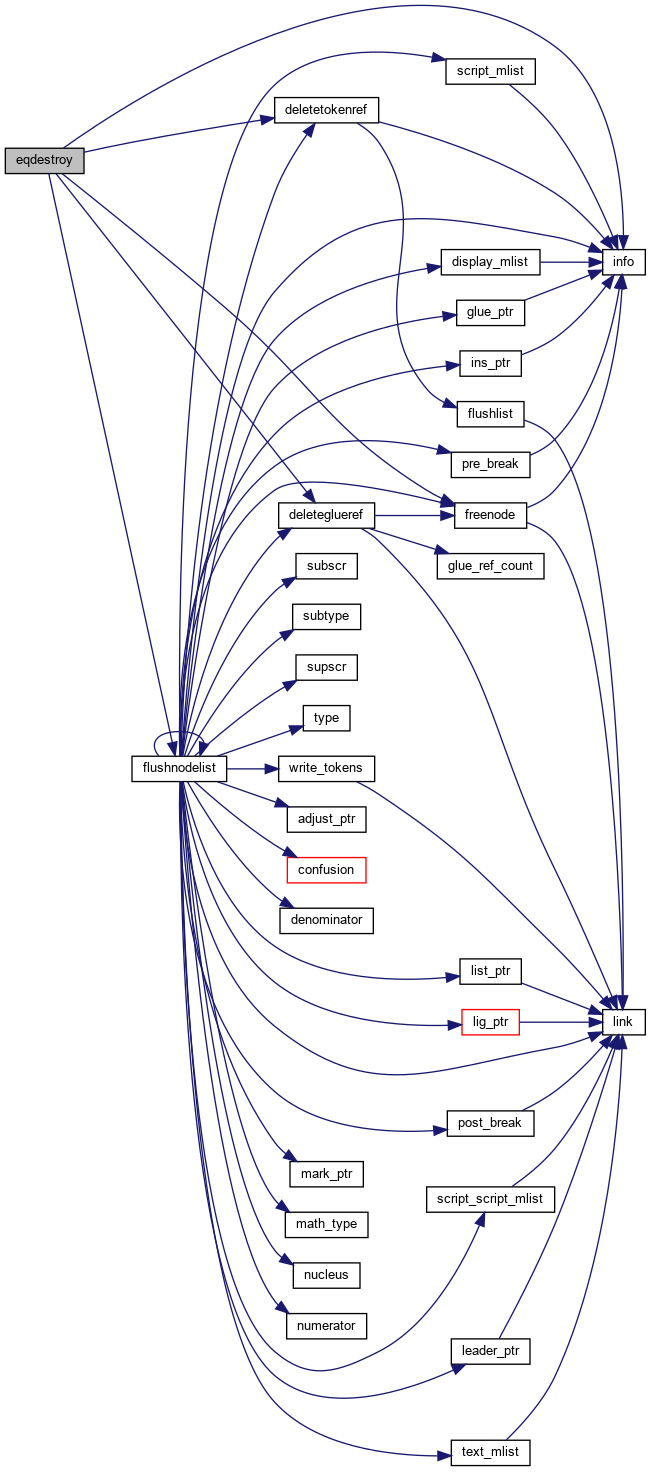 script_mlist
deletetokenref
eqdestroy
display_mlist
info
glue_ptr
ins_ptr
flushlist
pre_break
deleteglueref
freenode
subscr
glue_ref_count
subtype
supscr
type
flushnodelist
write_tokens
adjust_ptr
confusion
denominator
list_ptr
lig_ptr
link
post_break
mark_ptr
script_script_mlist
math_type
nucleus
numerator
leader_ptr
text_mlist